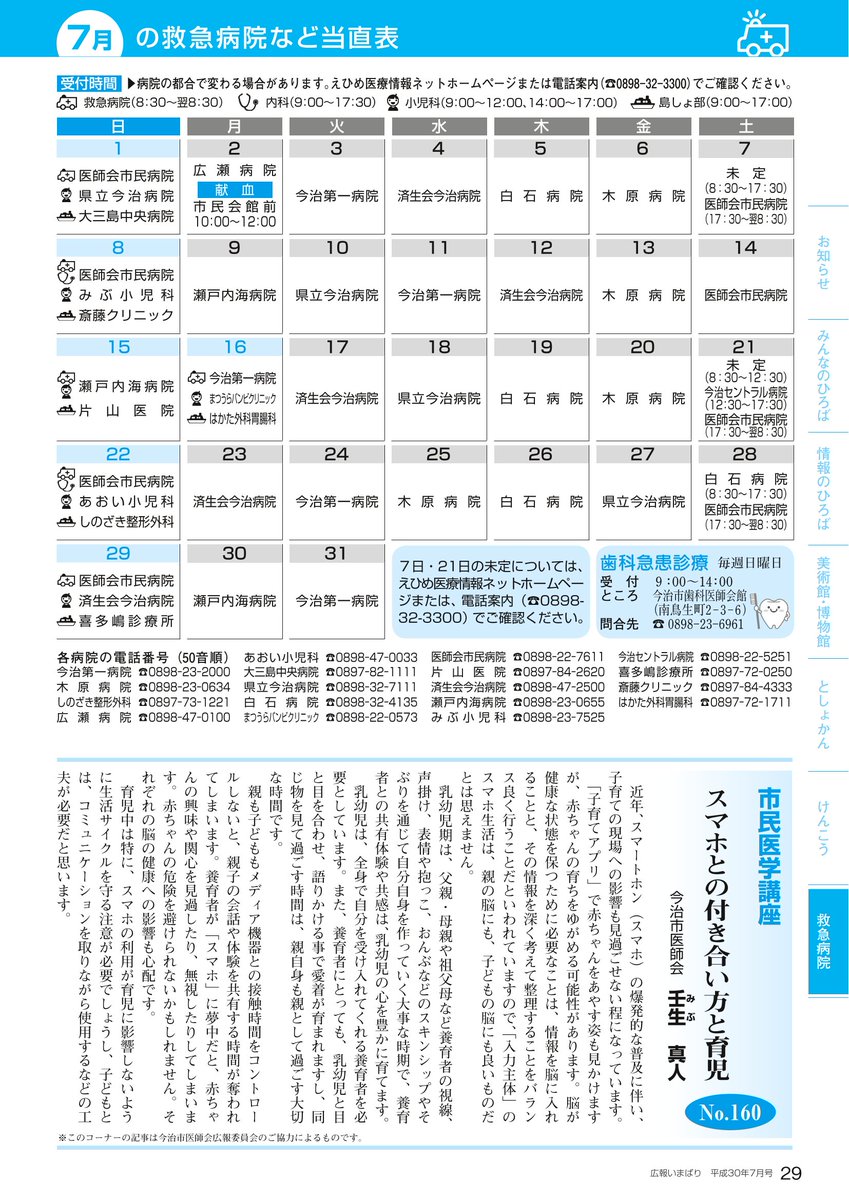 7月 の救急病院など当直表
受付時間 ▶病院の都合で変わる場合があります。えひめ医療情報ネットホームページまたは電話案内(☎0898-32-3300)でご確認ください。
救急病院(8:30〜翌8:30) 内科(9:00〜17:30) 小児科(9:00〜12:00、14:00〜17:00) 島しょ部(9:00〜17:00)
日 月 火 水 木 金 土
1
医師会市民病院
県立今治病院
大三島中央病院
2
広瀬病院
献血
市民会館前
10:00〜12:00
3
今治第一病院
4
済生会今治病院
5
白石病院
6
木原病院
7
未定
(8:30〜17:30)
医師会市民病院
(17:30〜翌8:30)
8
医師会市民病院
みぶ小児科
斎藤クリニック
9
瀬戸内海病院
10
県立今治病院
11
今治第一病院
12
済生会今治病院
13
木原病院
14
医師会市民病院
15
瀬戸内海病院
片山医院
16
今治第一病院
まつうらバンビクリニック
はかた外科胃腸科
17
済生会今治病院
18
県立今治病院
19
白石病院
20
木原病院
21
未定
(8:30〜12:30)
今治セントラル病院
(12:30〜17:30)
医師会市民病院
(17:30〜翌8:30)
22
医師会市民病院
あおい小児科
しのざき整形外科
23
済生会今治病院
24
今治第一病院
25
木原病院
26
白石病院
27
県立今治病院
28
白石病院
(8:30〜17:30)
医師会市民病院
(17:30〜翌8:30)
29
医師会市民病院
済生会今治病院
喜多嶋診療所
30
瀬戸内海病院
31
今治第一病院
7日・21日の未定については、
えひめ医療情報ネットホームペー
ジまたは、電話案内(☎0898-
32-3300)でご確認ください。
歯科急患診療 毎週日曜日
受付 9:00〜14:00
ところ 今治市歯科医師会館
(南鳥生町2-3-6)
問合先 ☎0898-23-6961
各病院の電話番号(50音順) あおい小児科 ☎0898-47-0033 医師会市民病院 ☎0898-22-7611 今治セントラル病院 ☎0898-22-5251
今治第一病院 ☎0898-23-2000 大三島中央病院 ☎0897-82-1111 片山医院 ☎0897-84-2620 喜多嶋診療所 ☎0897-72-0250
木原病院 ☎0898-23-0634 県立今治病院 ☎0898-32-7111 済生会今治病院 ☎0898-47-2500 斎藤クリニック ☎0897-84-4333
しのざき整形外科 ☎0897-73-1221 白石病院 ☎0898-32-4135 瀬戸内海病院 ☎0898-23-0655 はかた外科胃腸科 ☎0897-72-1711
広瀬病院 ☎0898-47-0100 まつうらバンビクリニック ☎0898-22-0573 みぶ小児科 ☎0898-23-7525
市民医学講座
スマホとの付き合い方と育児
今治市医師会 壬生 真人
みぶ
No.160
近年、スマートホン(スマホ)の爆発的な普及に伴い、
子育ての現場への影響も見過ごせない程になっています。
「子育てアプリ」で赤ちゃんをあやす姿も見かけます
が、赤ちゃんの育ちをゆがめる可能性があります。脳が
健康な状態を保つために必要なことは、情報を脳に入れ
ることと、その情報を深く考えて整理することをバラン
ス良く行うことだといわれていますので、「入力主体」の
スマホ生活は、親の脳にも、子どもの脳にも良いものだ
とは思えません。
乳幼児期は、父親・母親や祖父母など養育者の視線、
声掛け、表情や抱っこ、おんぶなどのスキンシップやそ
ぶりを通じて自分自身を作っていく大事な時期で、養育
者との共有体験や共感は、乳幼児の心を豊かに育てます。
乳幼児は、全身で自分を受け入れてくれる養育者を必
要としています。また、養育者にとっても、乳幼児と目
と目を合わせ、語りかける事で愛着が育まれますし、同
じ物を見て過ごす時間は、親自身も親として過ごす大切
な時間です。
親も子どももメディア機器との接触時間をコントロー
ルしないと、親子の会話や体験を共有する時間が奪われ
てしまいます。養育者が「スマホ」に夢中だと、赤ちゃ
んの興味や関心を見過したり、無視したりしてしまいま
す。赤ちゃんの危険を避けられないかもしれません。そ
れぞれの脳の健康への影響も心配です。
育児中は特に、スマホの利用が育児に影響しないよう
に生活サイクルを守る注意が必要でしょうし、子どもと
は、コミュニケーションを取りながら使用するなどの工
夫が必要だと思います。
※このコーナーの記事は今治市医師会広報委員会のご協力によるものです。
お知らせ
みんなのひろば
情報のひろば
美術館・博物館
としょかん
けんこう
救急病院
広報いまばり 平成30年7月号 29